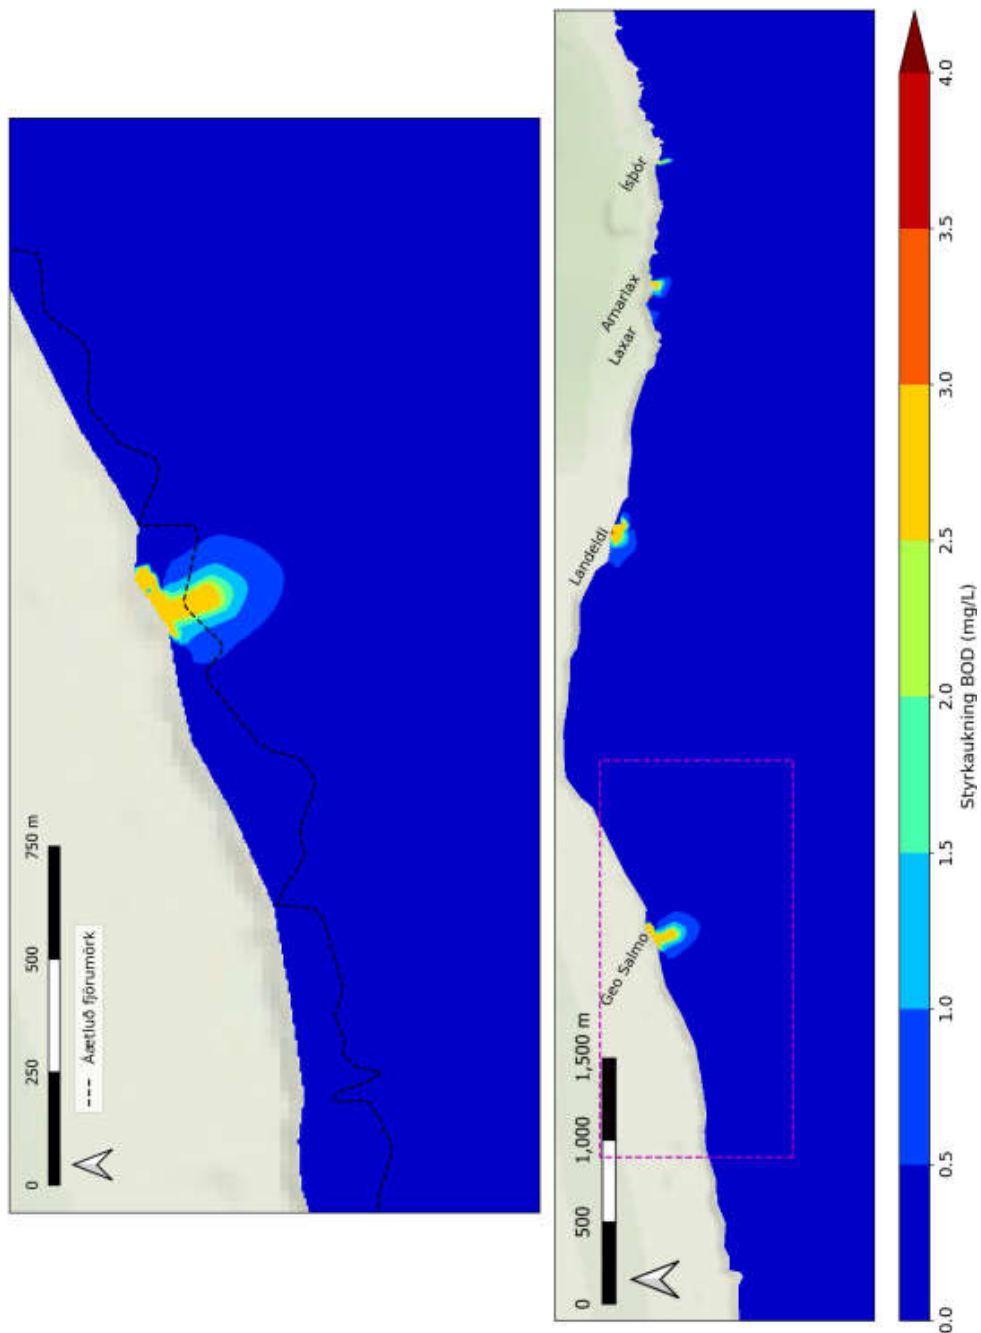 0 250 500 750 m
Áætluð fjörumörk
0 500 1,000 1,500 m
Geo Salmo
Landeldi
Laxar
Arnarlax
Ísþór
0.0 0.5 1.0 1.5 2.0 2.5 3.0 3.5 4.0
Styrkaukning BOD (mg/L)